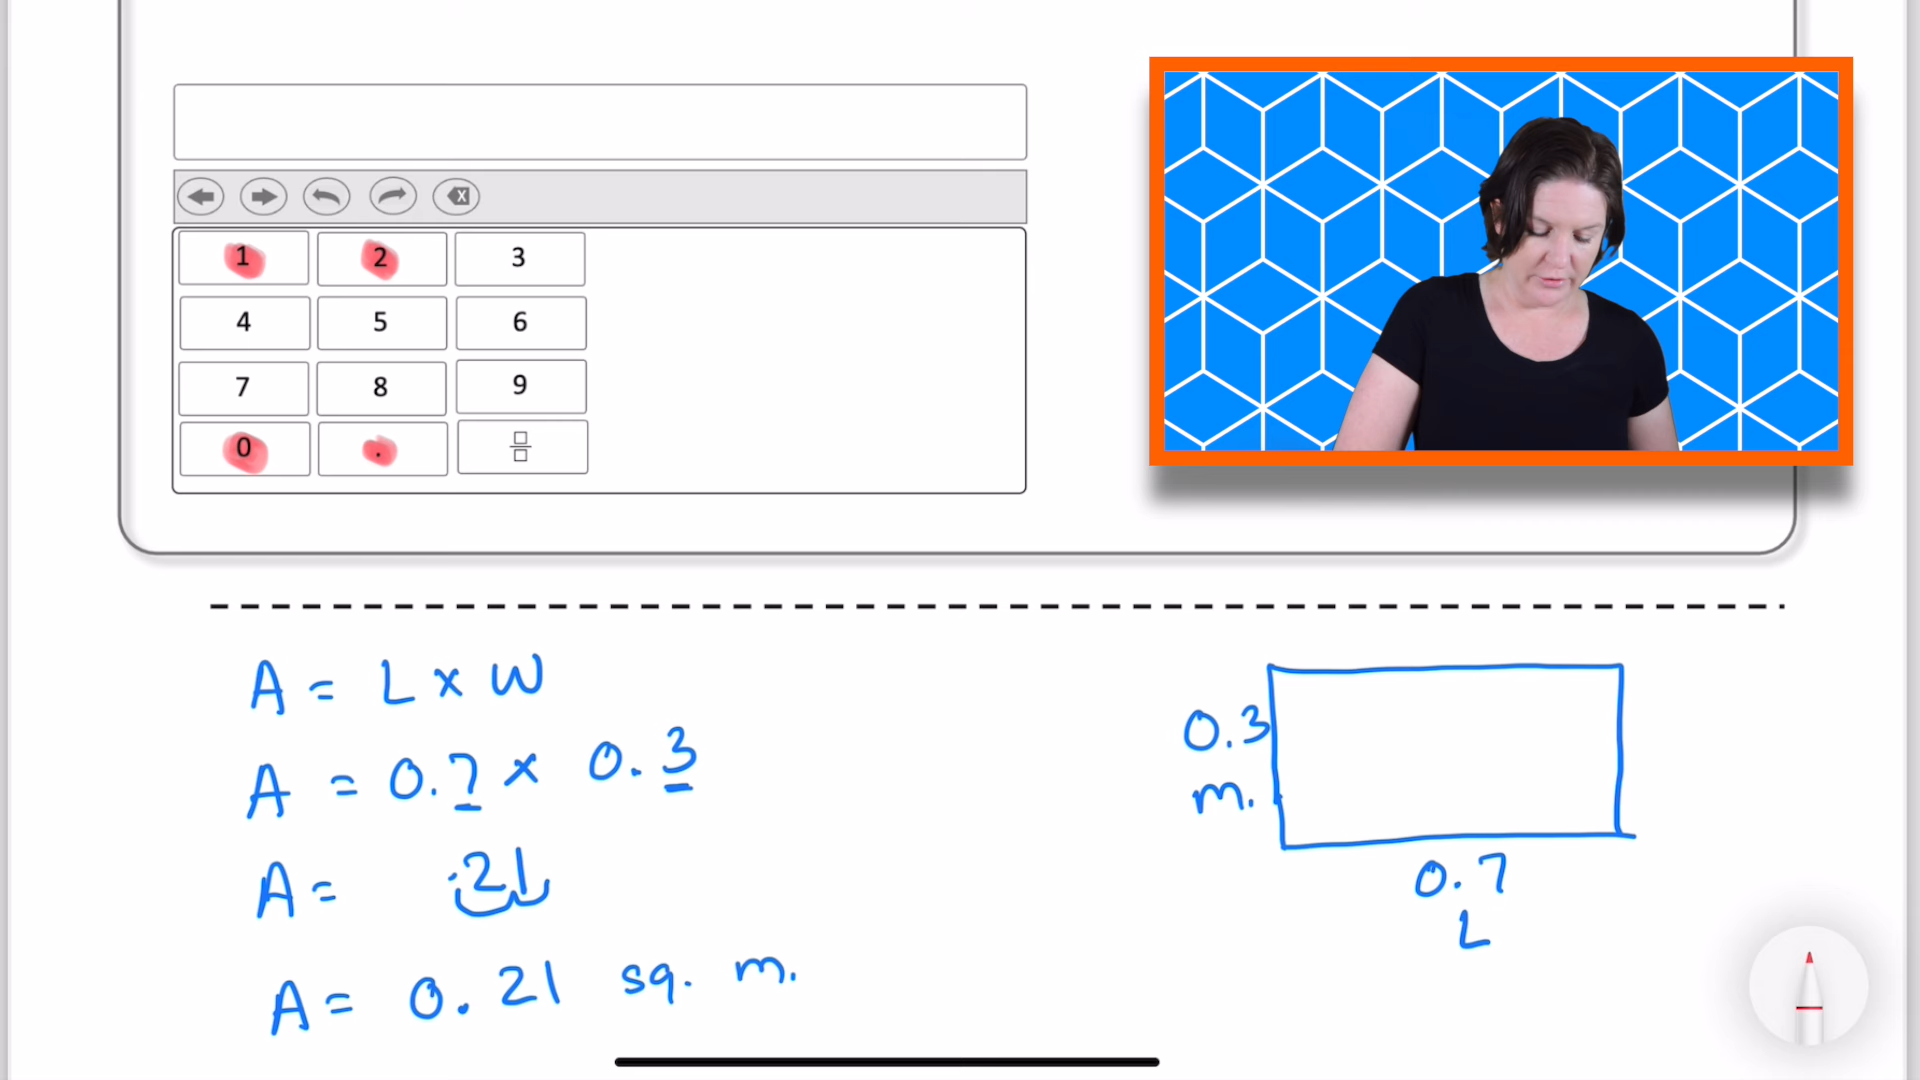 1 2 3
4 5 6
7 8 9
0 .
A = L × W
A = 0.7 × 0.3
A = .21
A = 0.21 sq. m.
0.3
m.
0.7
L